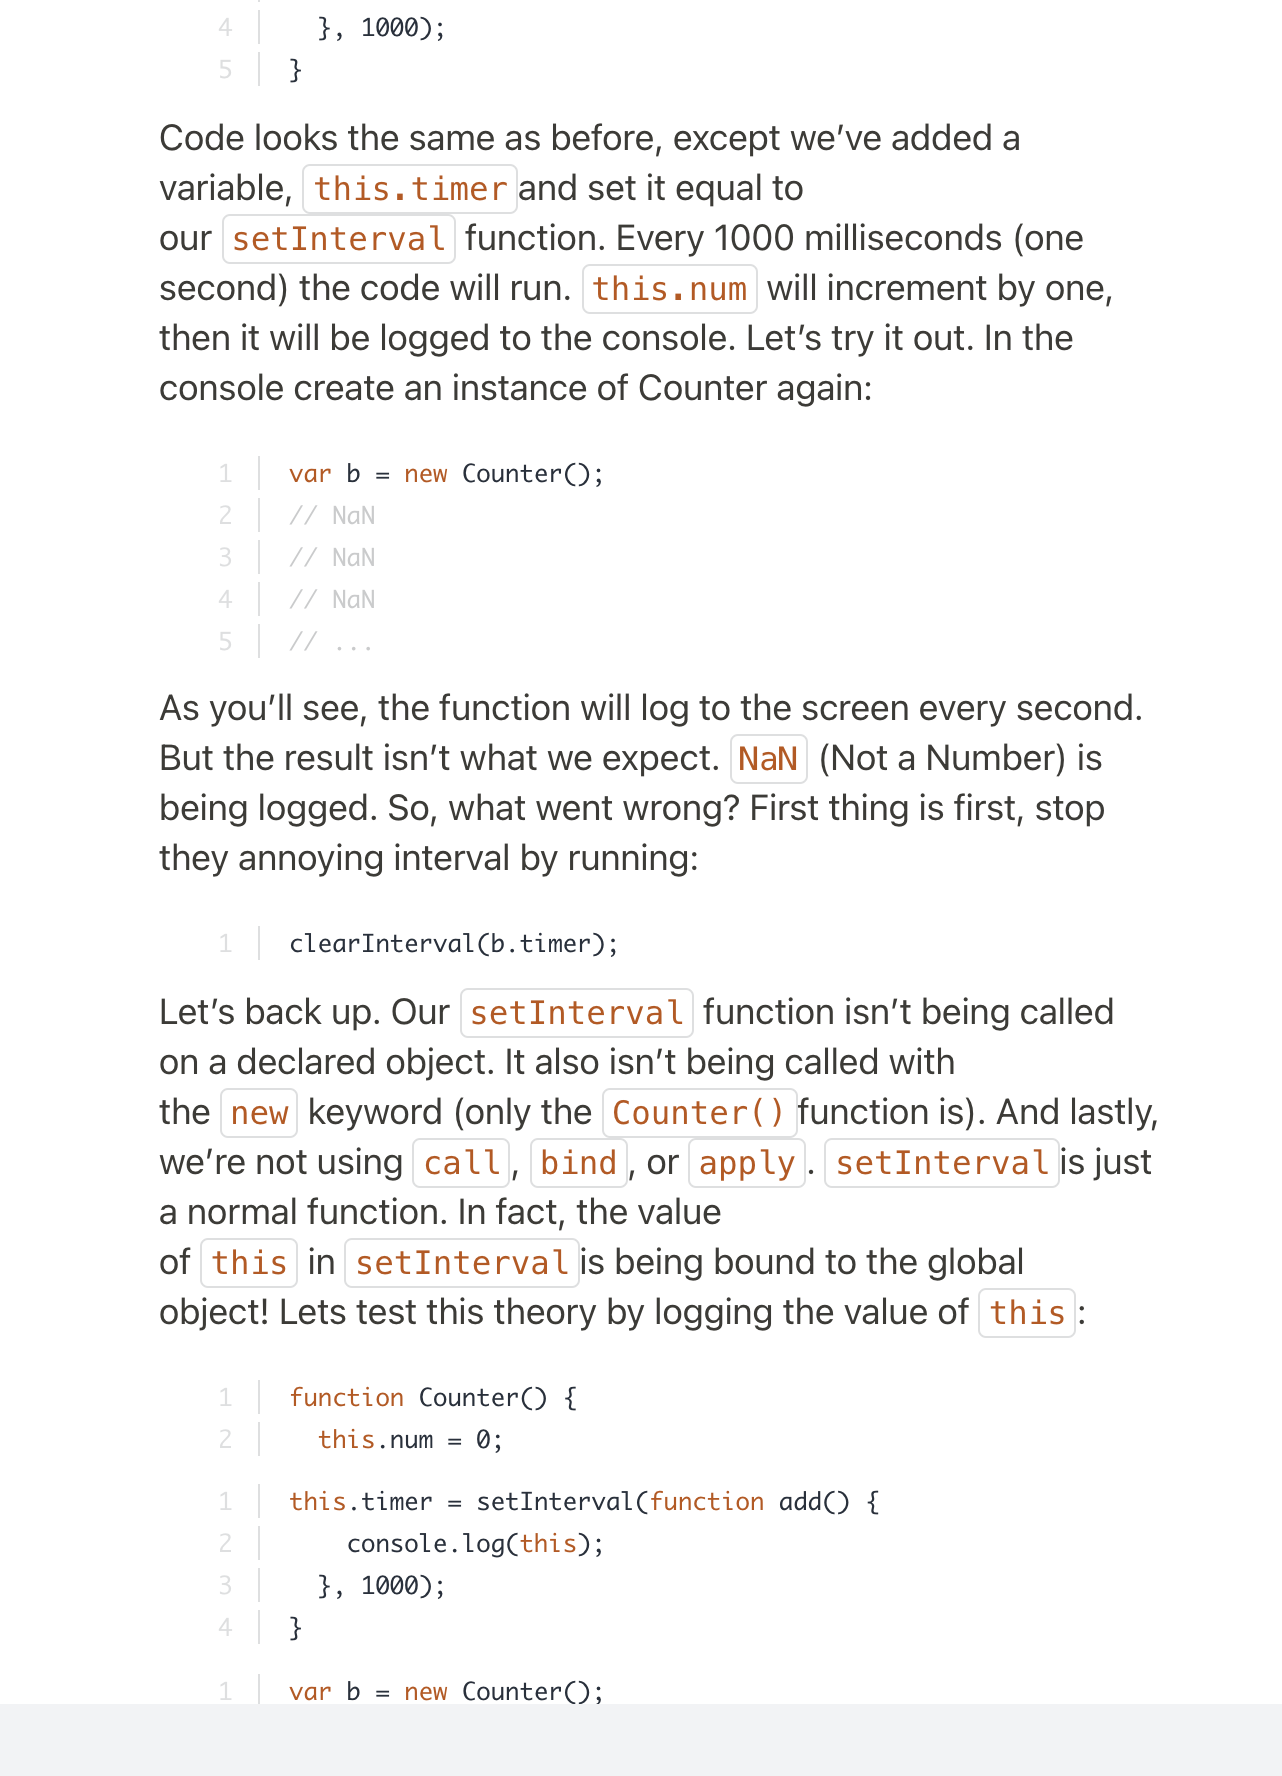 4 }, 1000);
5 }
Code looks the same as before, except we’ve added a
variable, this.timer and set it equal to
our setInterval function. Every 1000 milliseconds (one
second) the code will run. this.num will increment by one,
then it will be logged to the console. Let’s try it out. In the
console create an instance of Counter again:
1 var b = new Counter();
2 // NaN
3 // NaN
4 // NaN
5 // ...
As you’ll see, the function will log to the screen every second.
But the result isn’t what we expect. NaN (Not a Number) is
being logged. So, what went wrong? First thing is first, stop
they annoying interval by running:
1 clearInterval(b.timer);
Let’s back up. Our setInterval function isn’t being called
on a declared object. It also isn’t being called with
the new keyword (only the Counter() function is). And lastly,
we’re not using call, bind, or apply. setInterval is just
a normal function. In fact, the value
of this in setInterval is being bound to the global
object! Lets test this theory by logging the value of this:
1 function Counter() {
2 this.num = 0;
1 this.timer = setInterval(function add() {
2 console.log(this);
3 }, 1000);
4 }
1 var b = new Counter();